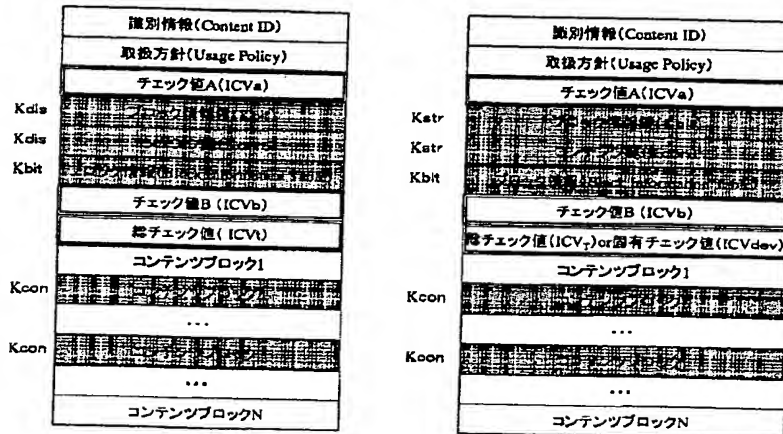 識別情報(Content ID)
取扱方針(Usage Policy)
チェック値A(ICVa)
Kdis
Kdis
Kbit
チェック値B(ICVb)
総チェック値(ICVt)
コンテンツブロック1
Kcon
...
Kcon
...
コンテンツブロックN
識別情報(Content ID)
取扱方針(Usage Policy)
チェック値A(ICVa)
Kstr
Kstr
Kbit
チェック値B(ICVb)
総チェック値(ICVT)or固有チェック値(ICVdev)
コンテンツブロック1
Kcon
...
Kcon
...
コンテンツブロックN